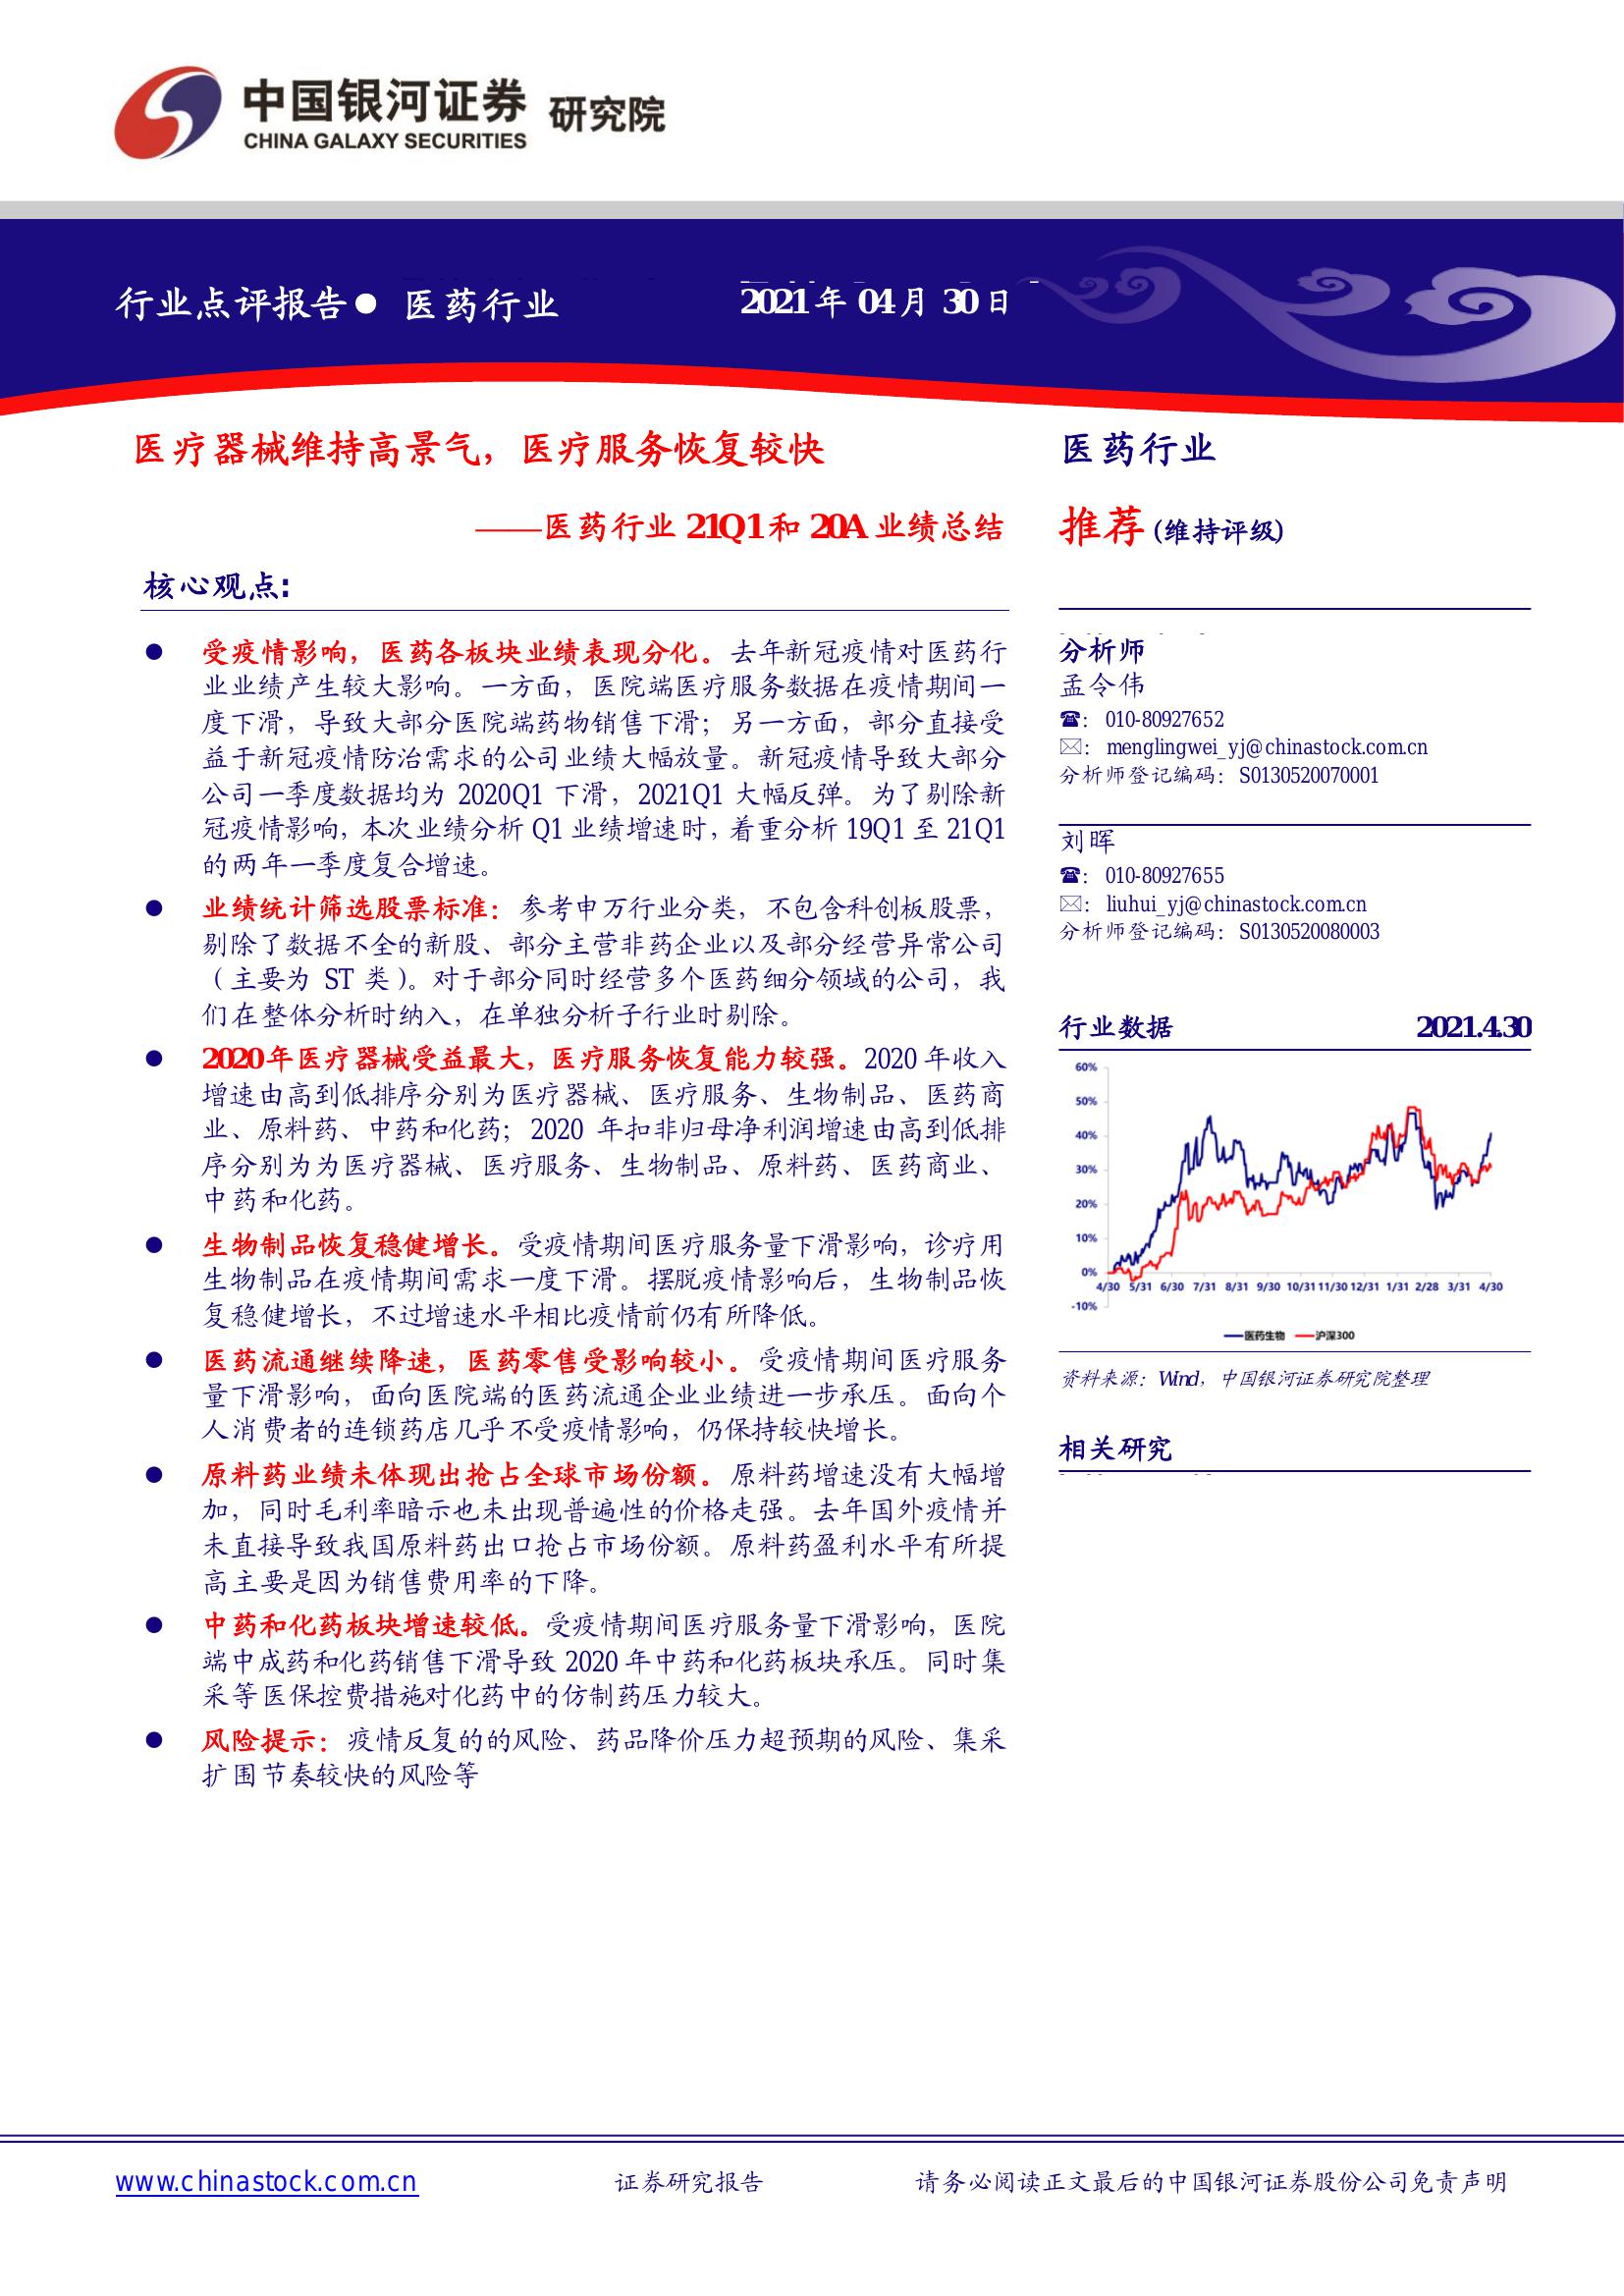 中国银河证券 研究院
CHINA GALAXY SECURITIES
行业点评报告● 医药行业 2021年04月30日
医疗器械维持高景气，医疗服务恢复较快
——医药行业21Q1和20A业绩总结
核心观点:
● 受疫情影响，医药各板块业绩表现分化。去年新冠疫情对医药行
业业绩产生较大影响。一方面，医院端医疗服务数据在疫情期间一
度下滑，导致大部分医院端药物销售下滑；另一方面，部分直接受
益于新冠疫情防治需求的公司业绩大幅放量。新冠疫情导致大部分
公司一季度数据均为 2020Q1 下滑，2021Q1 大幅反弹。为了剔除新
冠疫情影响，本次业绩分析 Q1 业绩增速时，着重分析 19Q1 至 21Q1
的两年一季度复合增速。
● 业绩统计筛选股票标准：参考申万行业分类，不包含科创板股票，
剔除了数据不全的新股、部分主营非药企业以及部分经营异常公司
（主要为 ST 类）。对于部分同时经营多个医药细分领域的公司，我
们在整体分析时纳入，在单独分析子行业时剔除。
● 2020年医疗器械受益最大，医疗服务恢复能力较强。2020 年收入
增速由高到低排序分别为医疗器械、医疗服务、生物制品、医药商
业、原料药、中药和化药；2020 年扣非归母净利润增速由高到低排
序分别为为医疗器械、医疗服务、生物制品、原料药、医药商业、
中药和化药。
● 生物制品恢复稳健增长。受疫情期间医疗服务量下滑影响，诊疗用
生物制品在疫情期间需求一度下滑。摆脱疫情影响后，生物制品恢
复稳健增长，不过增速水平相比疫情前仍有所降低。
● 医药流通继续降速，医药零售受影响较小。受疫情期间医疗服务
量下滑影响，面向医院端的医药流通企业业绩进一步承压。面向个
人消费者的连锁药店几乎不受疫情影响，仍保持较快增长。
● 原料药业绩未体现出抢占全球市场份额。原料药增速没有大幅增
加，同时毛利率暗示也未出现普遍性的价格走强。去年国外疫情并
未直接导致我国原料药出口抢占市场份额。原料药盈利水平有所提
高主要是因为销售费用率的下降。
● 中药和化药板块增速较低。受疫情期间医疗服务量下滑影响，医院
端中成药和化药销售下滑导致 2020 年中药和化药板块承压。同时集
采等医保控费措施对化药中的仿制药压力较大。
● 风险提示：疫情反复的的风险、药品降价压力超预期的风险、集采
扩围节奏较快的风险等
医药行业
推荐 (维持评级)
分析师
孟令伟
☎：010-80927652
✉：menglingwei_yj@chinastock.com.cn
分析师登记编码：S0130520070001
刘晖
☎：010-80927655
✉：liuhui_yj@chinastock.com.cn
分析师登记编码：S0130520080003
行业数据 2021.4.30
60%
50%
40%
30%
20%
10%
0%
-10%
4/30 5/31 6/30 7/31 8/31 9/30 10/31 11/30 12/31 1/31 2/28 3/31 4/30
医药生物 沪深300
资料来源：Wind，中国银河证券研究院整理
相关研究
www.chinastock.com.cn 证券研究报告 请务必阅读正文最后的中国银河证券股份公司免责声明